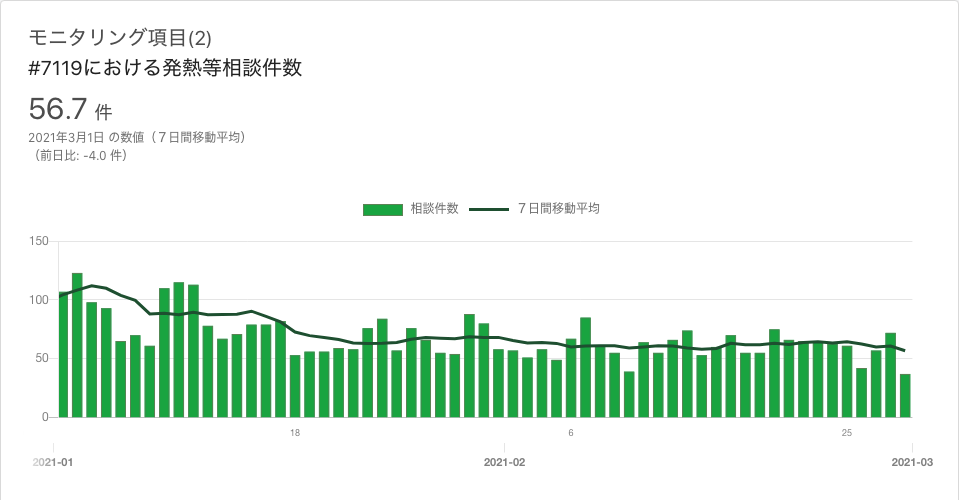 モニタリング項目(2)
#7119における発熱等相談件数
56.7 件
2021年3月1日 の数値（７日間移動平均）
（前日比: -4.0 件）
相談件数 ７日間移動平均
150
100
50
0
18 6 25
2021-01 2021-02 2021-03